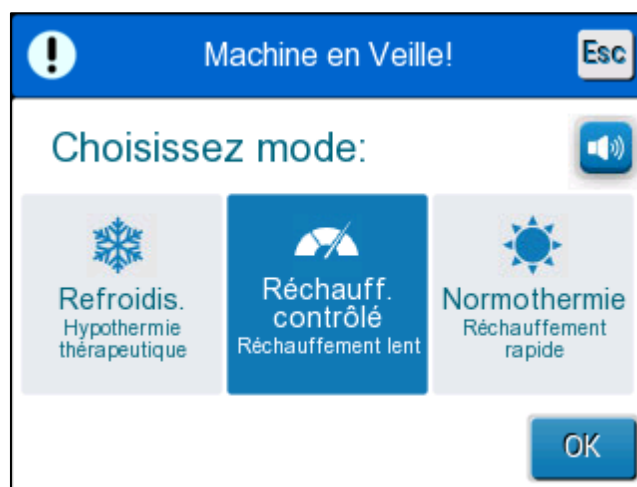 Machine en Veille!
Esc
Choisissez mode:
Refroidis.
Hypothermie
thérapeutique
Réchauff.
contrôlé
Réchauffement lent
Normothermie
Réchauffement
rapide
OK